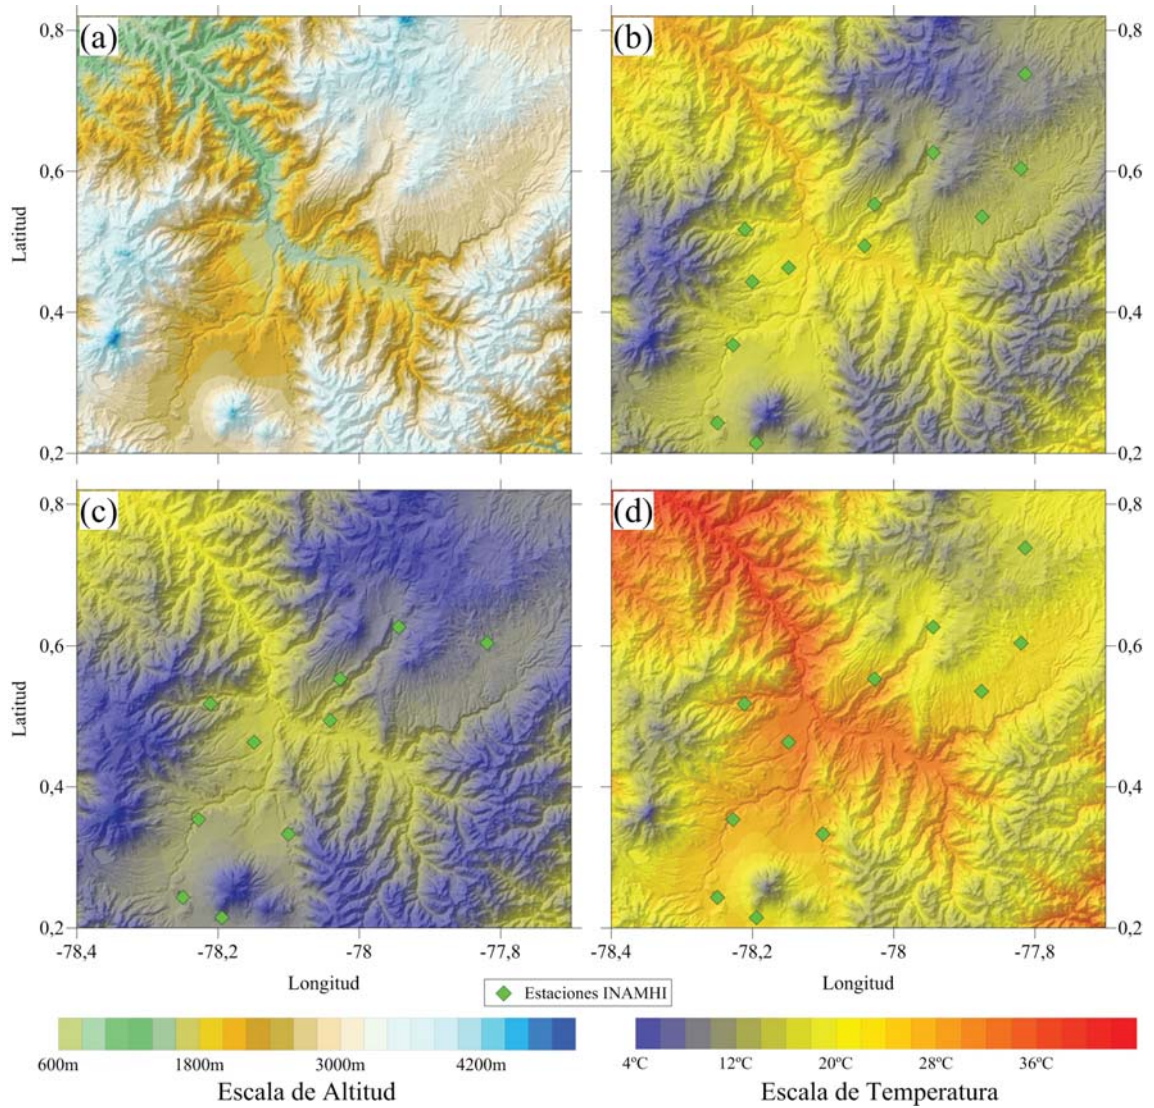 (a)
(b)
0,8
0,8
0,6
0,6
Latitud
0,4
0,4
0,2
0,2
(c)
(d)
0,8
0,8
0,6
0,6
Latitud
0,4
0,4
0,2
0,2
-78,4
-78,2
-78
-77,8
-78,4
-78,2
-78
-77,8
Longitud
Longitud
Estaciones INAMHI
600m
1800m
3000m
4200m
4ºC
12ºC
20ºC
28ºC
36ºC
Escala de Altitud
Escala de Temperatura